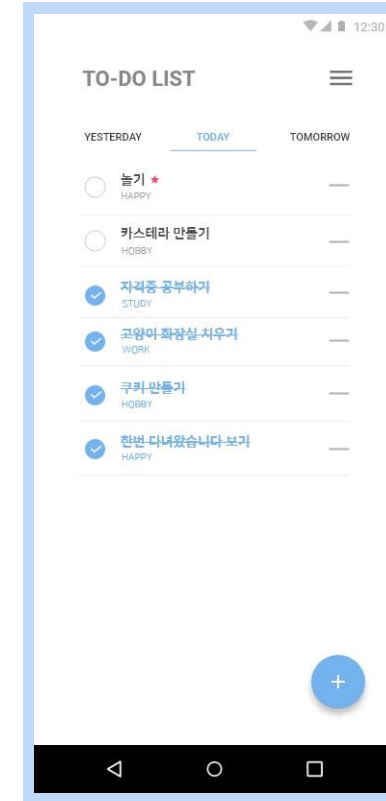 12:30
TO-DO LIST
YESTERDAY TODAY TOMORROW
놀기 ★
HAPPY
카스테라 만들기
HOBBY
자격증 공부하기
STUDY
고양이 화장실 치우기
WORK
쿠키 만들기
HOBBY
한번 다녀왔습니다 보기
HAPPY
+